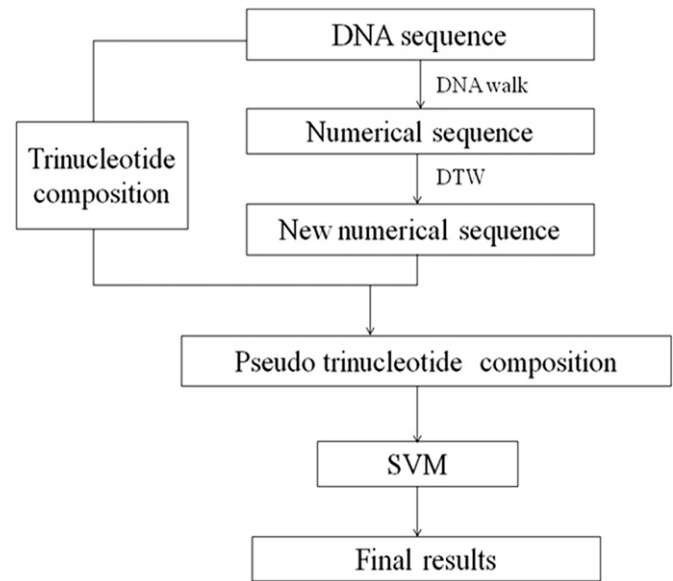 DNA sequence
DNA walk
Numerical sequence
DTW
Trinucleotide
composition
New numerical sequence
Pseudo trinucleotide composition
SVM
Final results